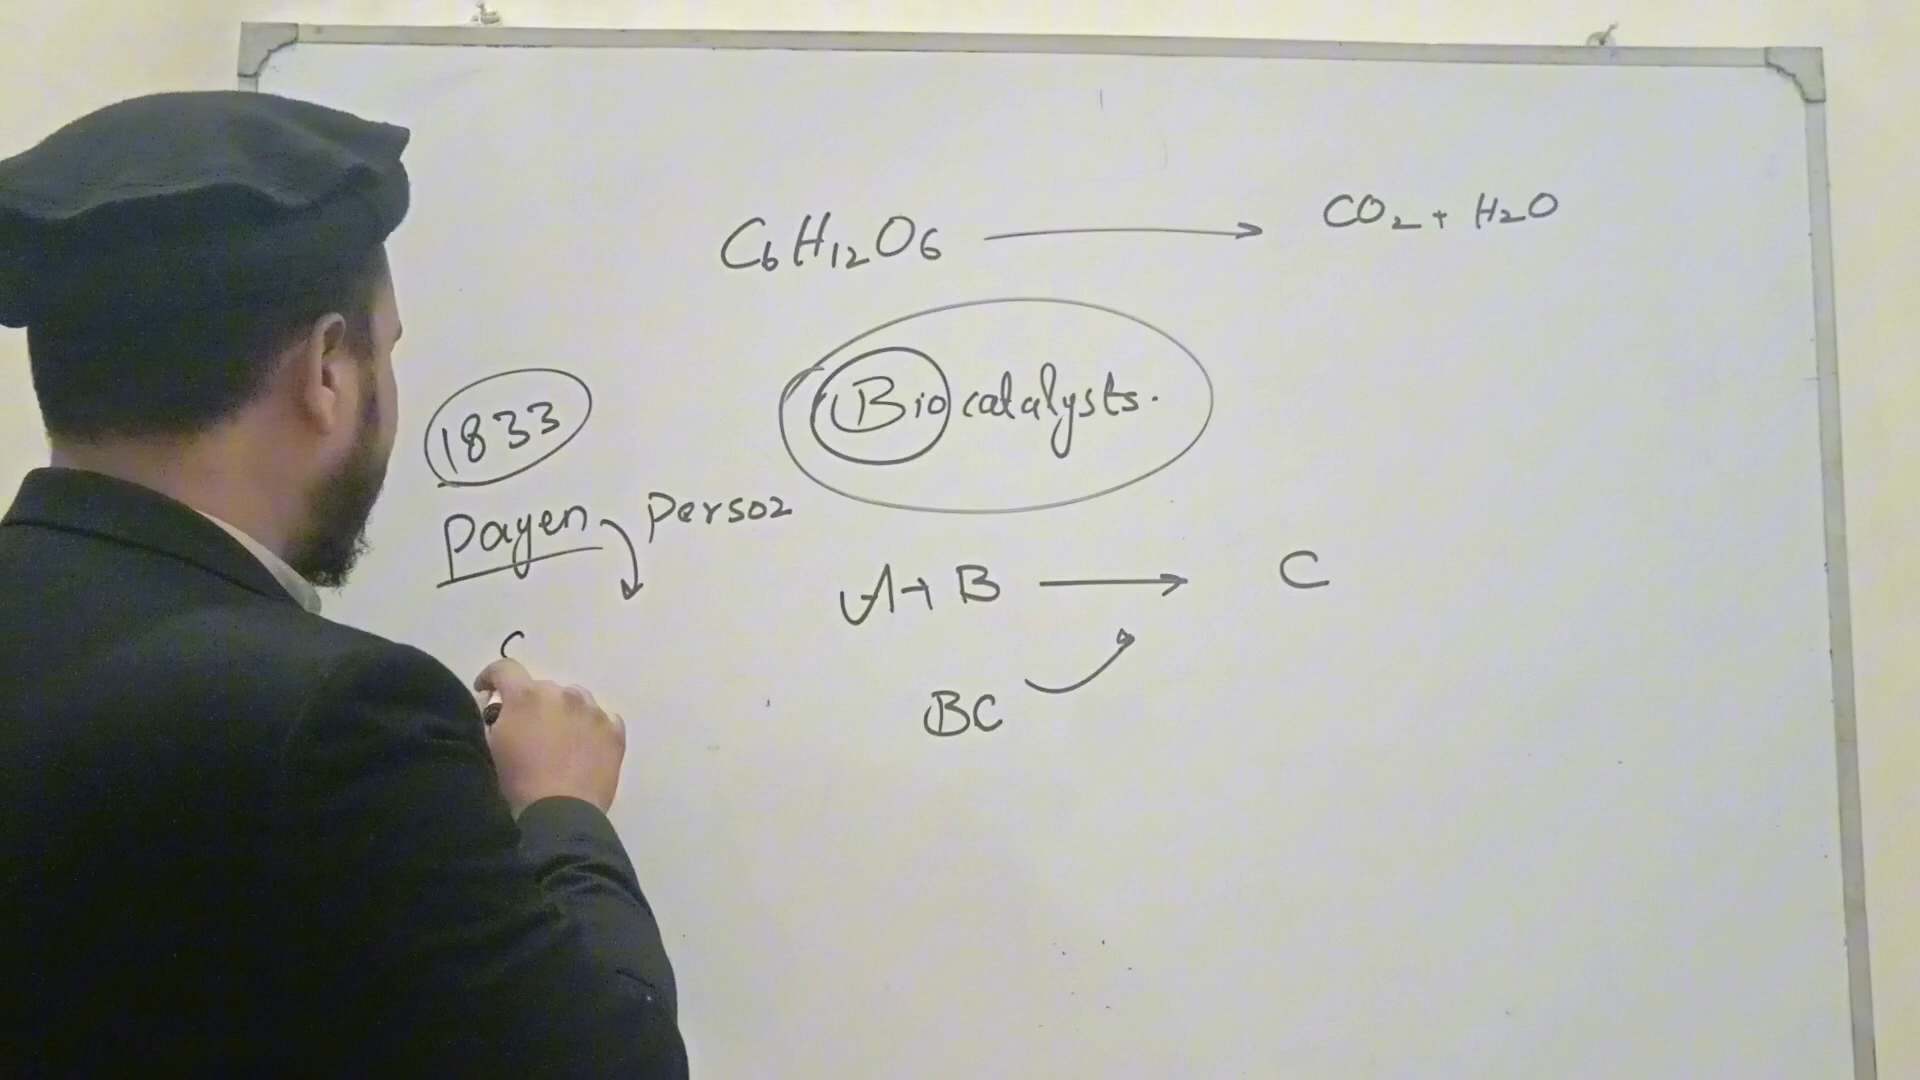 C₆H₁₂O₆ ⟶ CO₂ + H₂O
Biocatalysts.
1833
Payen Persoz
A + B ⟶ C
BC